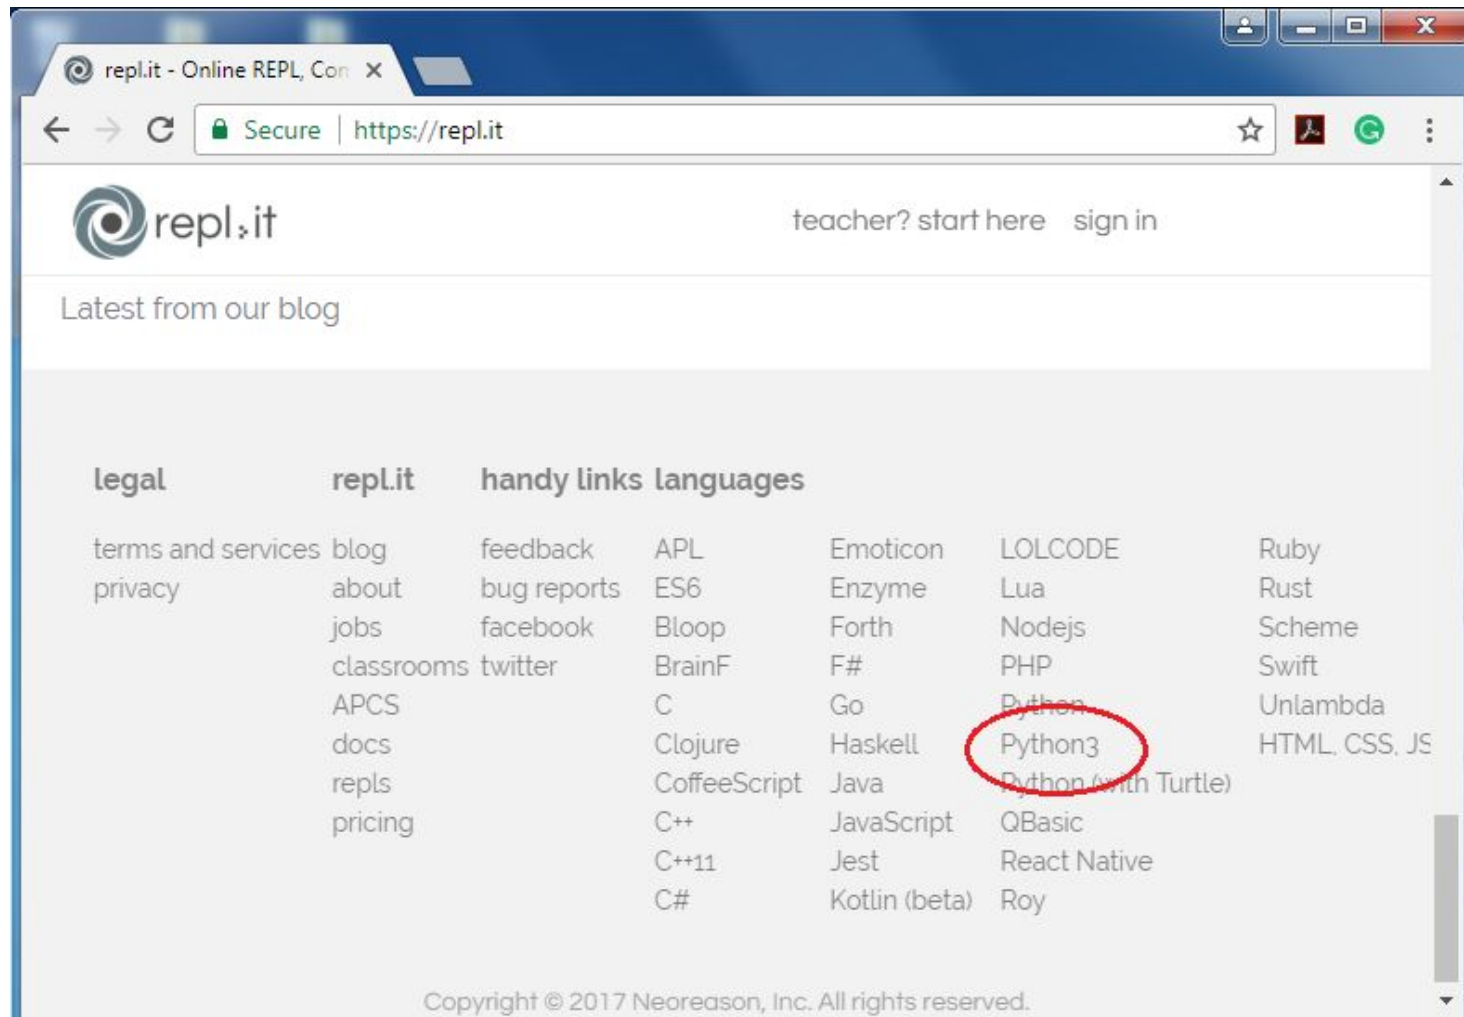 repl.it - Online REPL, Con
Secure | https://repl.it
repl.it
teacher? start here sign in
Latest from our blog
legal
terms and services
privacy
repl.it
blog
about
jobs
classrooms
APCS
docs
repls
pricing
handy links
feedback
bug reports
facebook
twitter
languages
APL
ES6
Bloop
BrainF
C
Clojure
CoffeeScript
C++
C++11
C#
Emoticon
Enzyme
Forth
F#
Go
Haskell
Java
JavaScript
Jest
Kotlin (beta)
LOLCODE
Lua
Nodejs
PHP
Python
Python3
Python (with Turtle)
QBasic
React Native
Roy
Ruby
Rust
Scheme
Swift
Unlambda
HTML, CSS, JS
Copyright © 2017 Neoreason, Inc. All rights reserved.